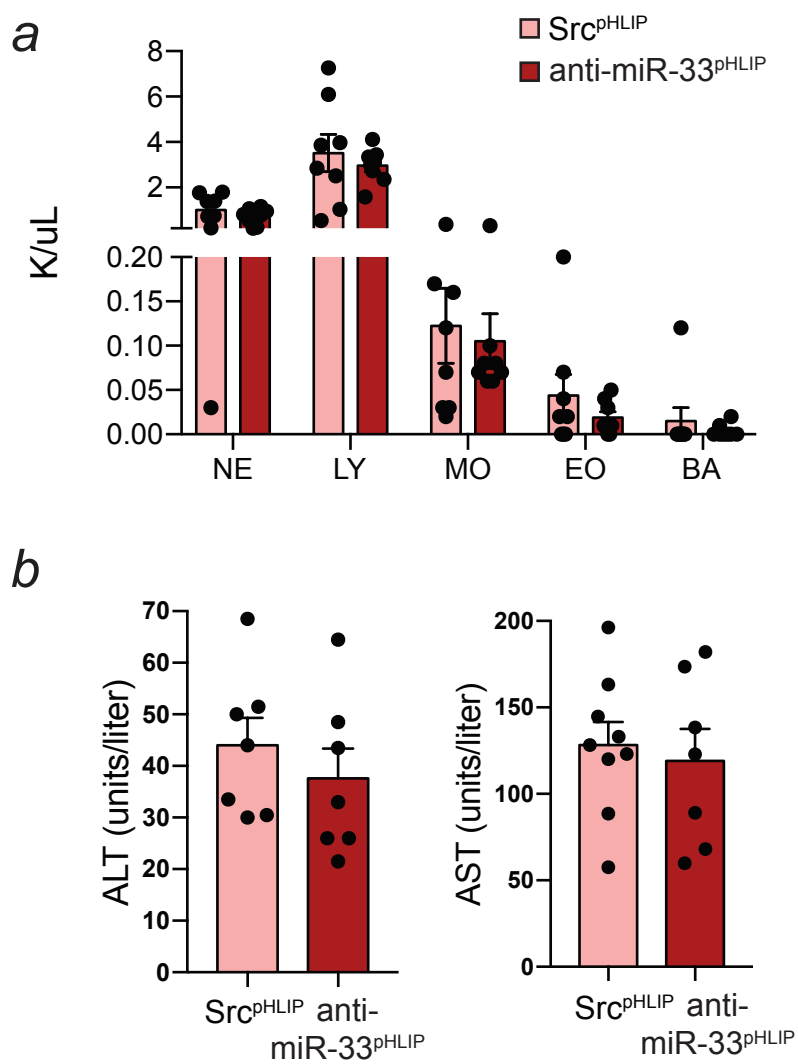 a
Src^pHLIP
anti-miR-33^pHLIP
K/uL
8
6
4
2
0.20
0.15
0.10
0.05
0.00
NE LY MO EO BA
b
ALT (units/liter)
70
60
50
40
30
20
10
0
Src^pHLIP anti-
miR-33^pHLIP
AST (units/liter)
200
150
100
50
0
Src^pHLIP anti-
miR-33^pHLIP